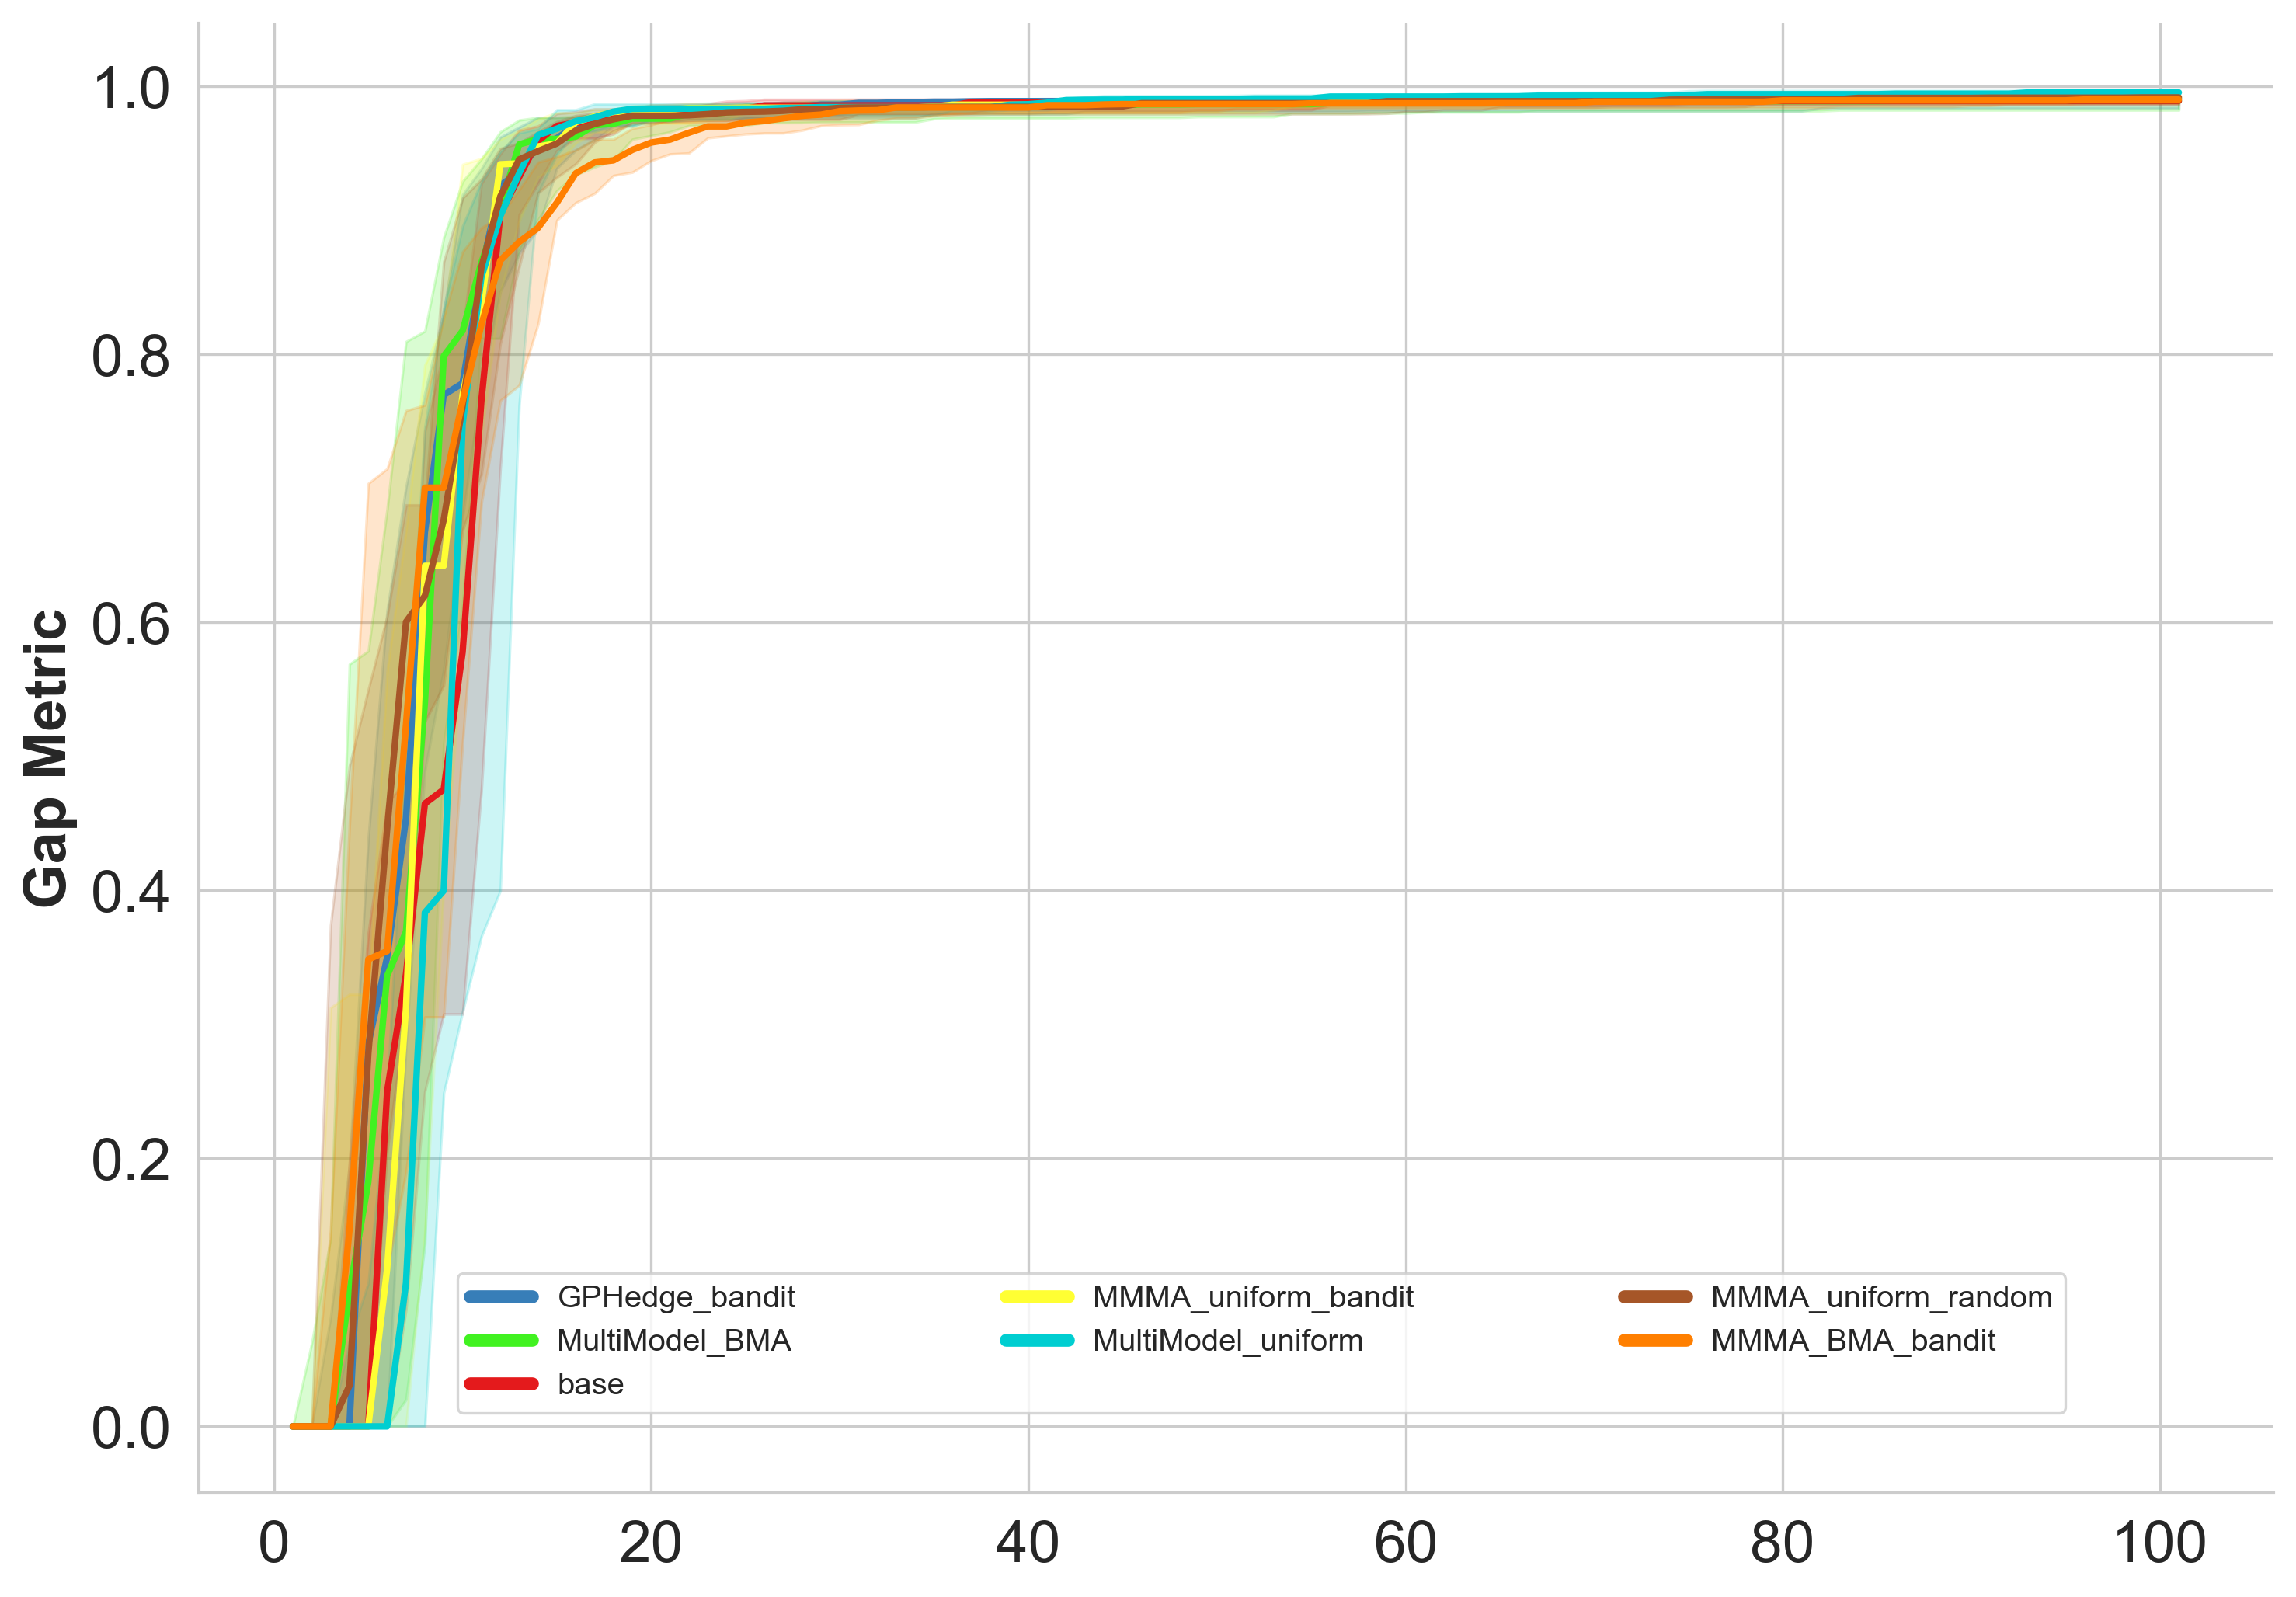 Gap Metric
1.0
0.8
0.6
0.4
0.2
0.0
GPHedge_bandit
MultiModel_BMA
base
MMMA_uniform_bandit
MultiModel_uniform
MMMA_uniform_random
MMMA_BMA_bandit
0 20 40 60 80 100